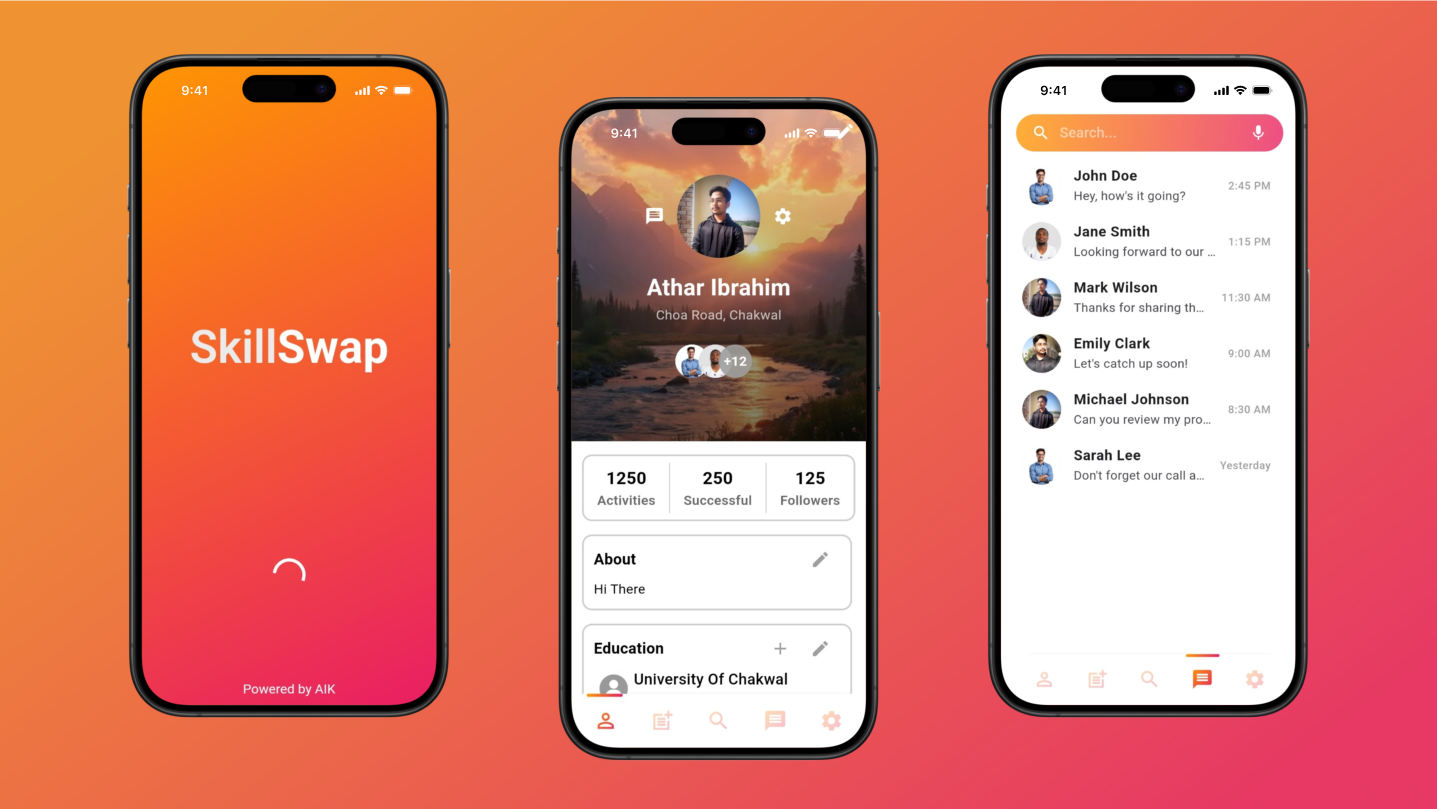 9:41
SkillSwap
Powered by AIK
9:41
Athar Ibrahim
Choa Road, Chakwal
+12
1250
Activities
250
Successful
125
Followers
About
Hi There
Education
University Of Chakwal
9:41
Search...
John Doe
Hey, how's it going?
2:45 PM
Jane Smith
Looking forward to our ...
1:15 PM
Mark Wilson
Thanks for sharing th...
11:30 AM
Emily Clark
Let's catch up soon!
9:00 AM
Michael Johnson
Can you review my pro...
8:30 AM
Sarah Lee
Don't forget our call a...
Yesterday